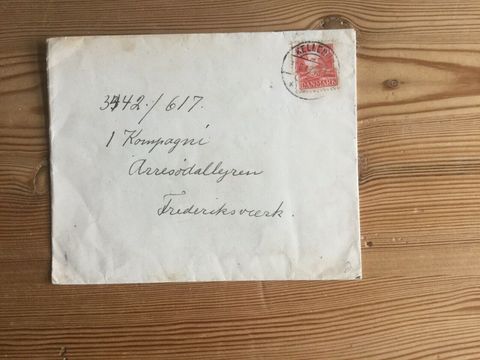 DANMARK
3442./617.
1 Kompagni
Arresødallejren
Frederiksværk.